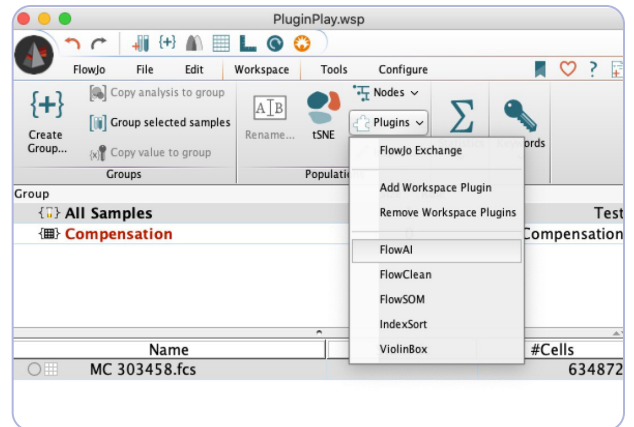 PluginPlay.wsp
FlowJo File Edit Workspace Tools Configure
{+} Create Group...
Copy analysis to group
Group selected samples
Copy value to group
Groups
AIB Rename...
tSNE
Nodes
Plugins
Σ
Populati
FlowJo Exchange
Add Workspace Plugin
Remove Workspace Plugins
FlowAI
FlowClean
FlowSOM
IndexSort
ViolinBox
Group
All Samples Test
Compensation Compensation
Name #Cells
MC 303458.fcs 634872